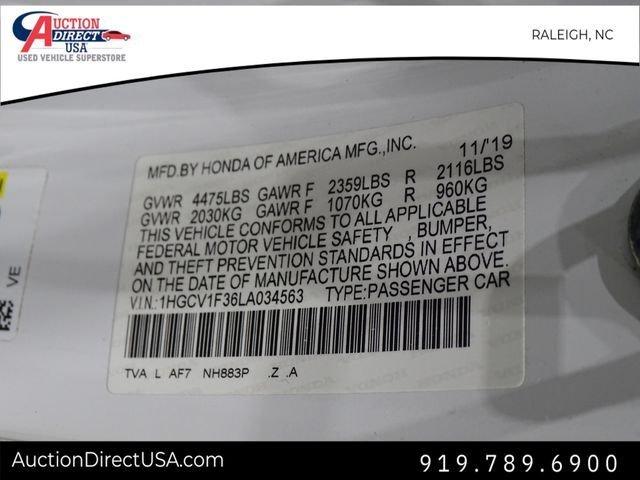 AUCTION
DIRECT
USA
USED VEHICLE SUPERSTORE
RALEIGH, NC
MFD.BY HONDA OF AMERICA MFG.,INC. 11/'19
GVWR 4475LBS GAWR F 2359LBS R 2116LBS
GVWR 2030KG GAWR F 1070KG R 960KG
THIS VEHICLE CONFORMS TO ALL APPLICABLE
FEDERAL MOTOR VEHICLE SAFETY , BUMPER,
AND THEFT PREVENTION STANDARDS IN EFFECT
ON THE DATE OF MANUFACTURE SHOWN ABOVE.
V.I.N.:1HGCV1F36LA034563 TYPE:PASSENGER CAR
TVA L AF7 NH883P .Z .A
VE
AuctionDirectUSA.com
919.789.6900